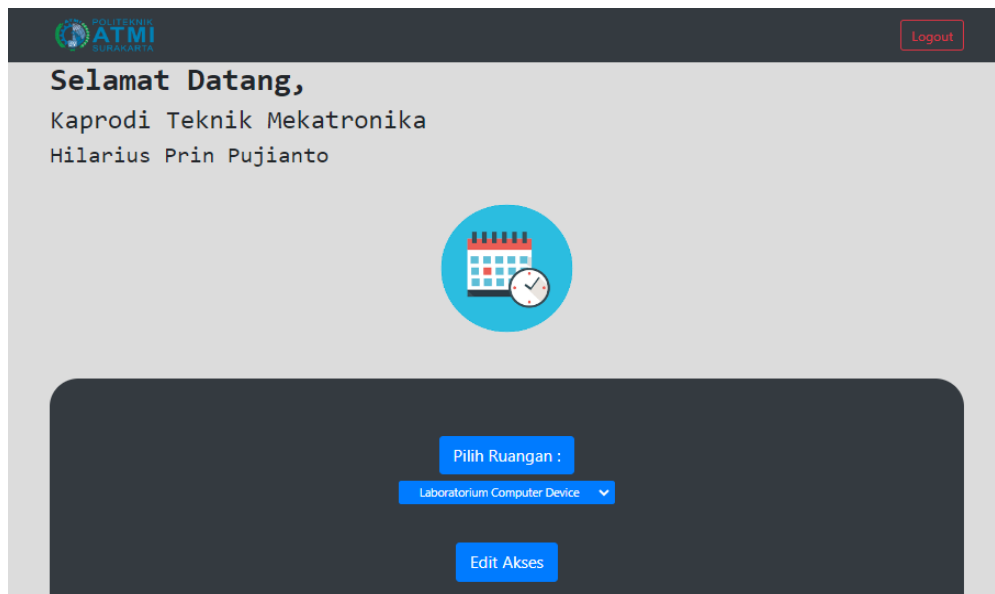 POLITEKNIK
ATMI
SURAKARTA
Logout
Selamat Datang,
Kaprodi Teknik Mekatronika
Hilarius Prin Pujianto
Pilih Ruangan :
Laboratorium Computer Device
Edit Akses